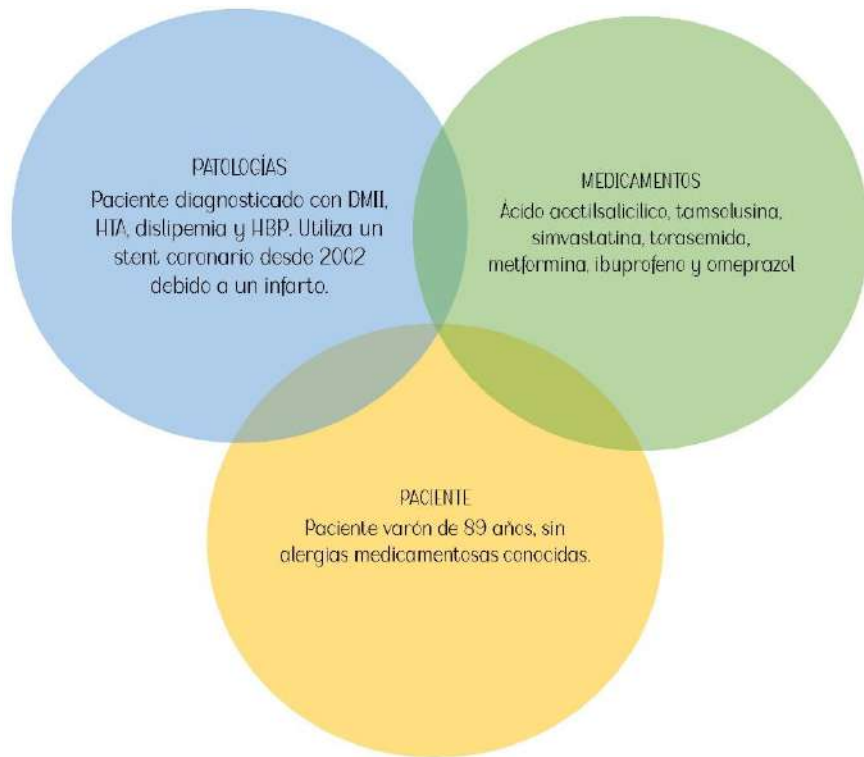 PATOLOGÍAS
Paciente diagnosticado con DMII,
HTA, dislipemia y HBP. Utiliza un
stent coronario desde 2002
debido a un infarto.
MEDICAMENTOS
Ácido acetilsalicílico, tamsolusina,
simvastatina, torasemida,
metformina, ibuprofeno y omeprazol
PACIENTE
Paciente varón de 89 años, sin
alergias medicamentosas conocidas.